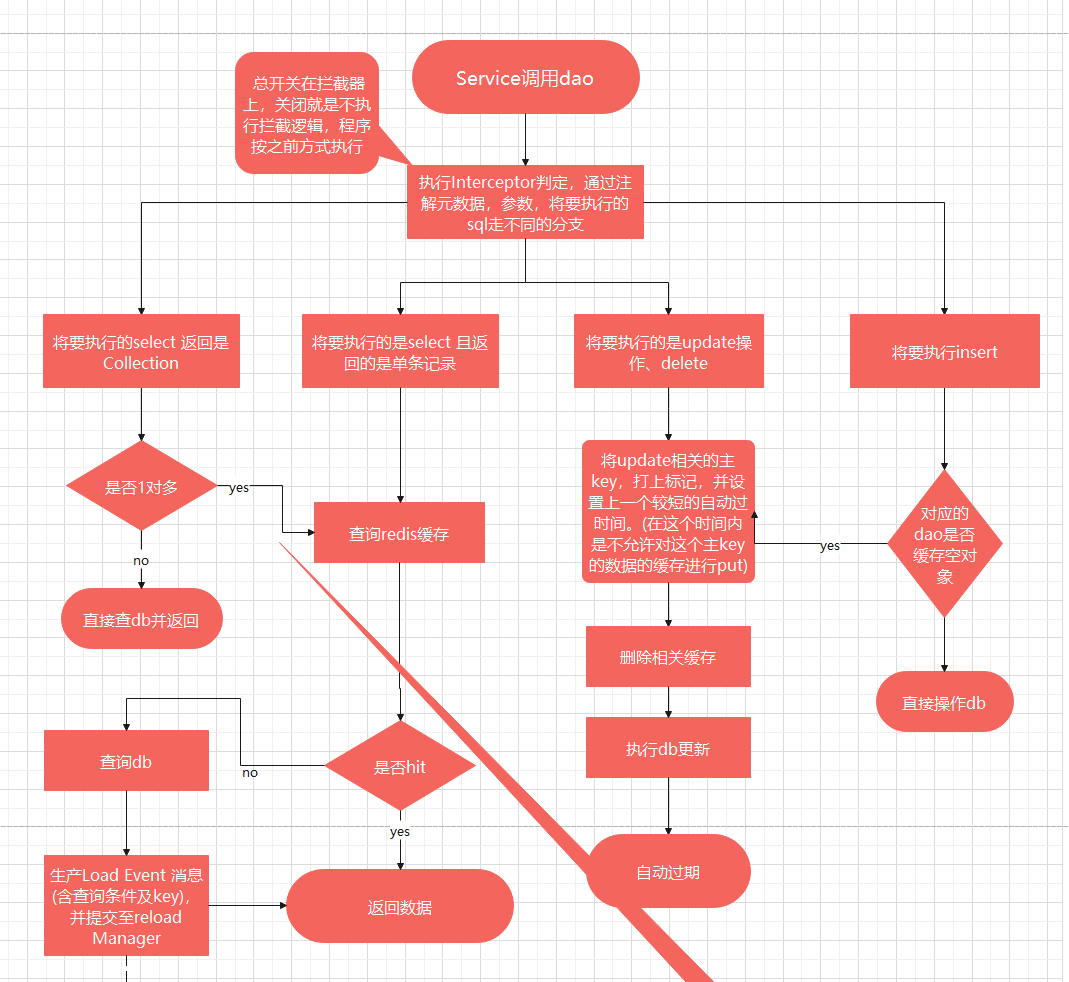 Service调用dao
总开关在拦截器
上，关闭就是不执
行拦截逻辑，程序
按之前方式执行
执行Interceptor判定，通过注
解元数据，参数，将要执行的
sql走不同的分支
将要执行的select 返回是
Collection
将要执行的是select 且返
回的是单条记录
将要执行的是update操
作、delete
将要执行insert
是否1对多
yes
no
直接查db并返回
查询redis缓存
将update相关的主
key，打上标记，并设
置上一个较短的自动过
时间。(在这个时间内
是不允许对这个主key
的数据的缓存进行put)
yes
对应的
dao是否
缓存空对
象
删除相关缓存
直接操作db
执行db更新
查询db
no
是否hit
yes
自动过期
生产Load Event 消息
(含查询条件及key)，
并提交至reload
Manager
返回数据